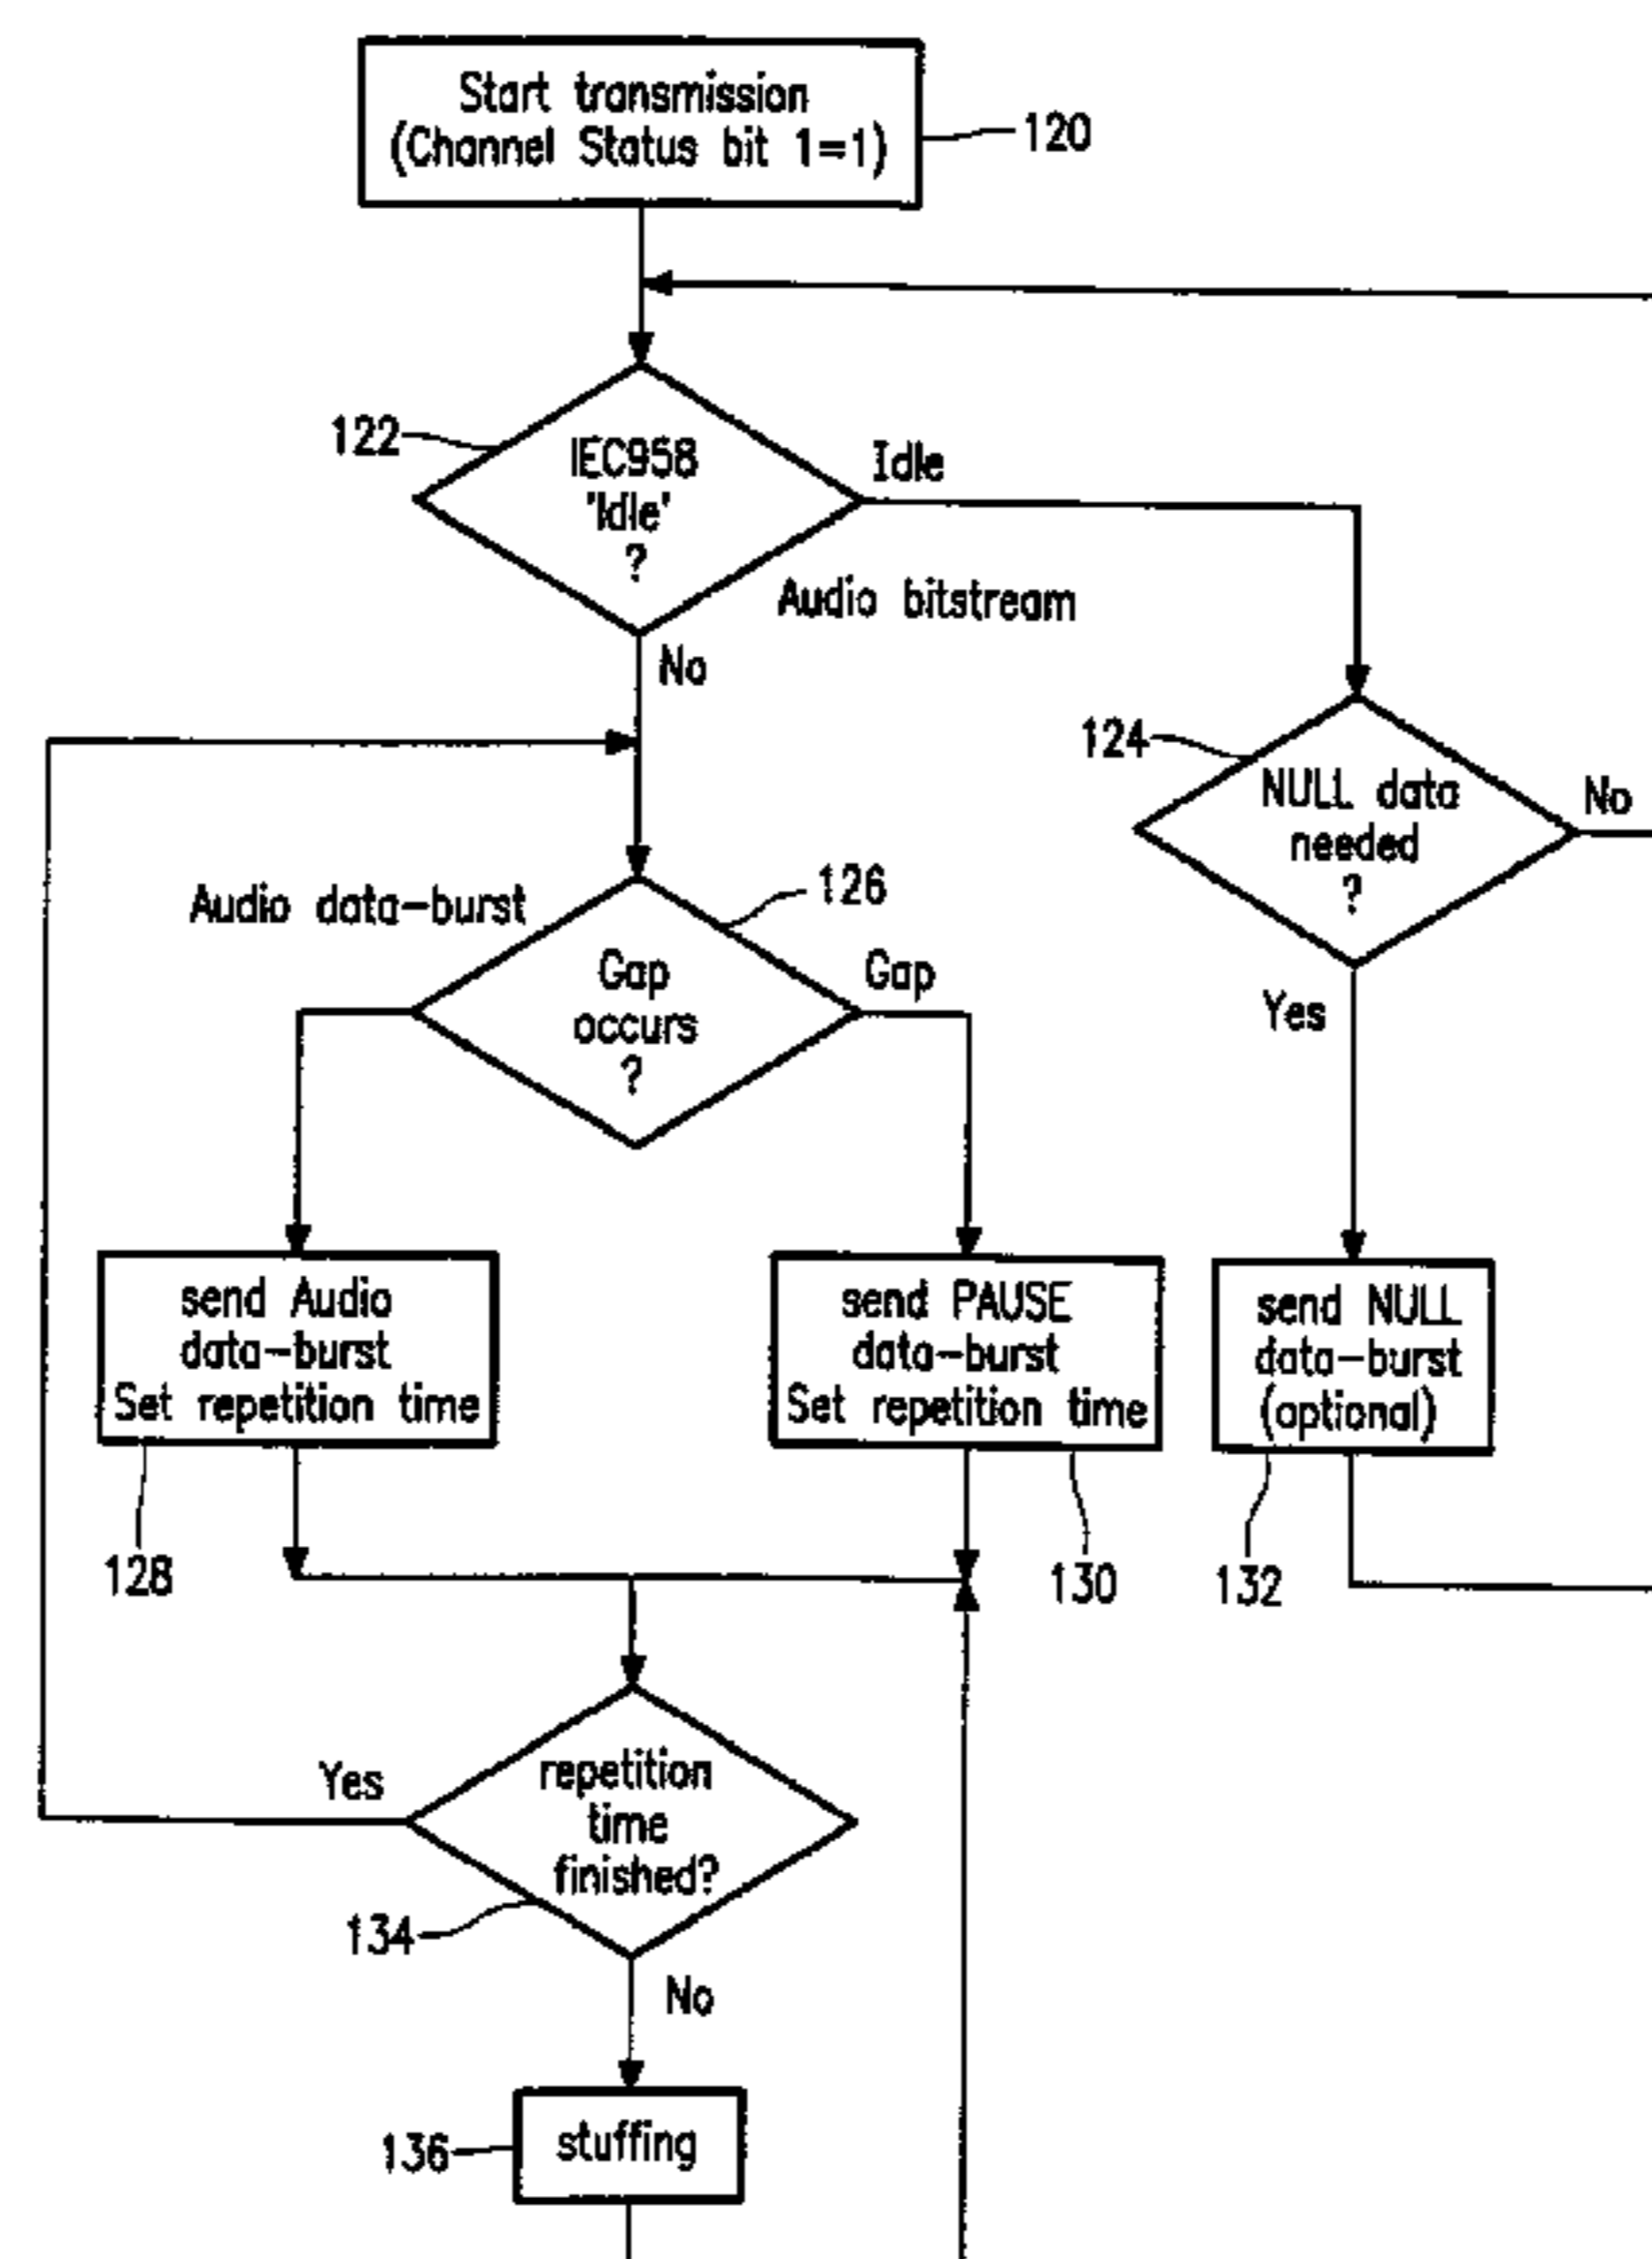 Start transmission
(Channel Status bit 1=1)
120
122
IEC958
'Idle'
?
Idle
Audio bitstream
No
124
NULL data
needed
?
No
Yes
Audio data-burst
126
Gap
occurs
?
Gap
send Audio
data-burst
Set repetition time
128
send PAUSE
data-burst
Set repetition time
130
send NULL
data-burst
(optional)
132
Yes
repetition
time
finished?
134
No
136
stuffing